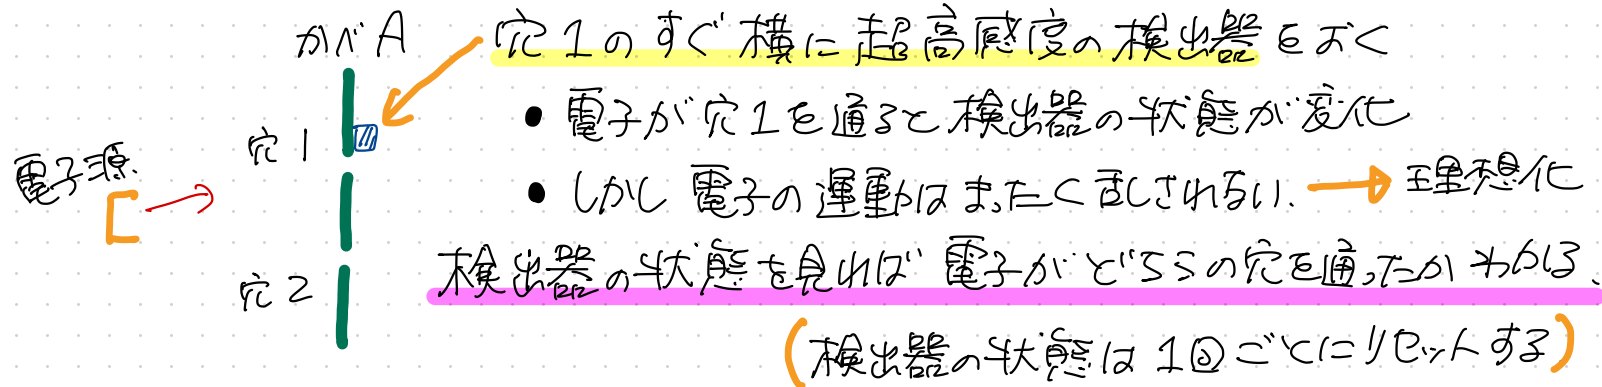 かべA
穴1のすぐ横に超高感度の検出器をおく
• 電子が穴1を通ると検出器の状態が変化
穴1
電子源
• しかし電子の運動はまったく乱されない. → 理想化
検出器の状態を見れば電子がどちらの穴を通ったかわかる.
穴2
(検出器の状態は1回ごとにリセットする)